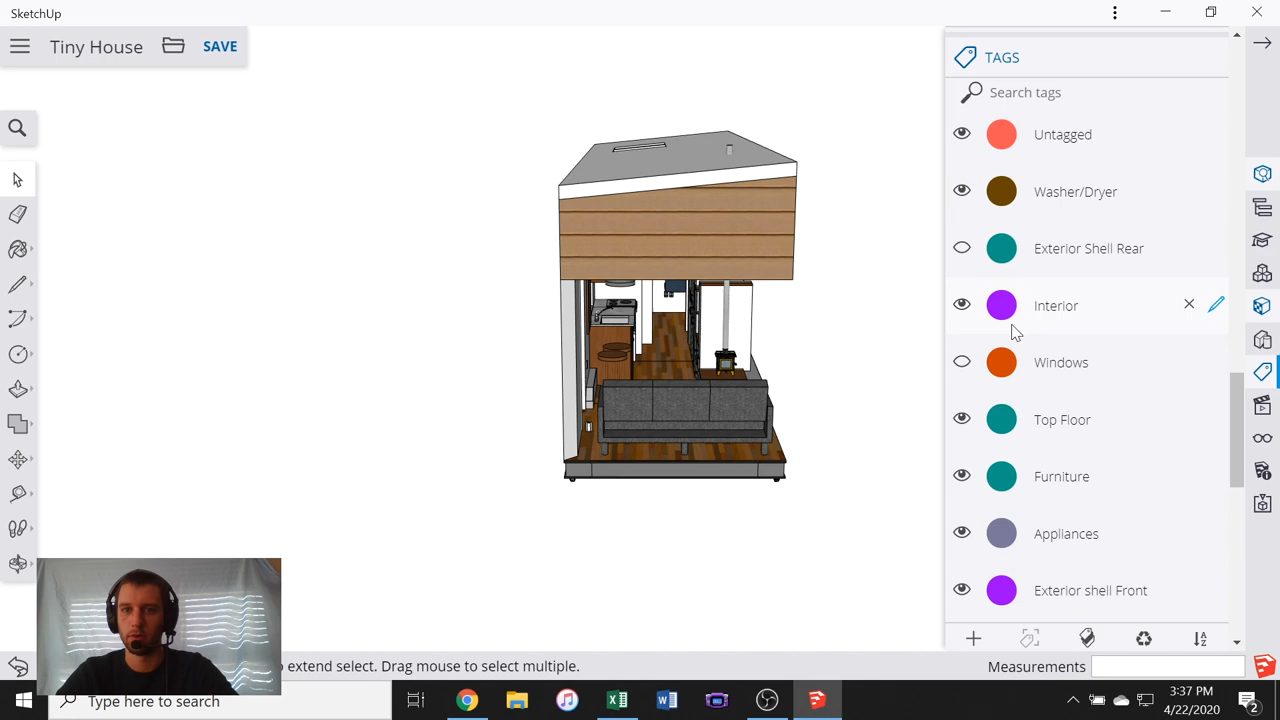 SketchUp
Tiny House
SAVE
TAGS
Search tags
Untagged
Washer/Dryer
Exterior Shell Rear
Interior
Windows
Top Floor
Furniture
Appliances
Exterior shell Front
to extend select. Drag mouse to select multiple.
Measurements
Type here to search
3:37 PM
4/22/2020
2